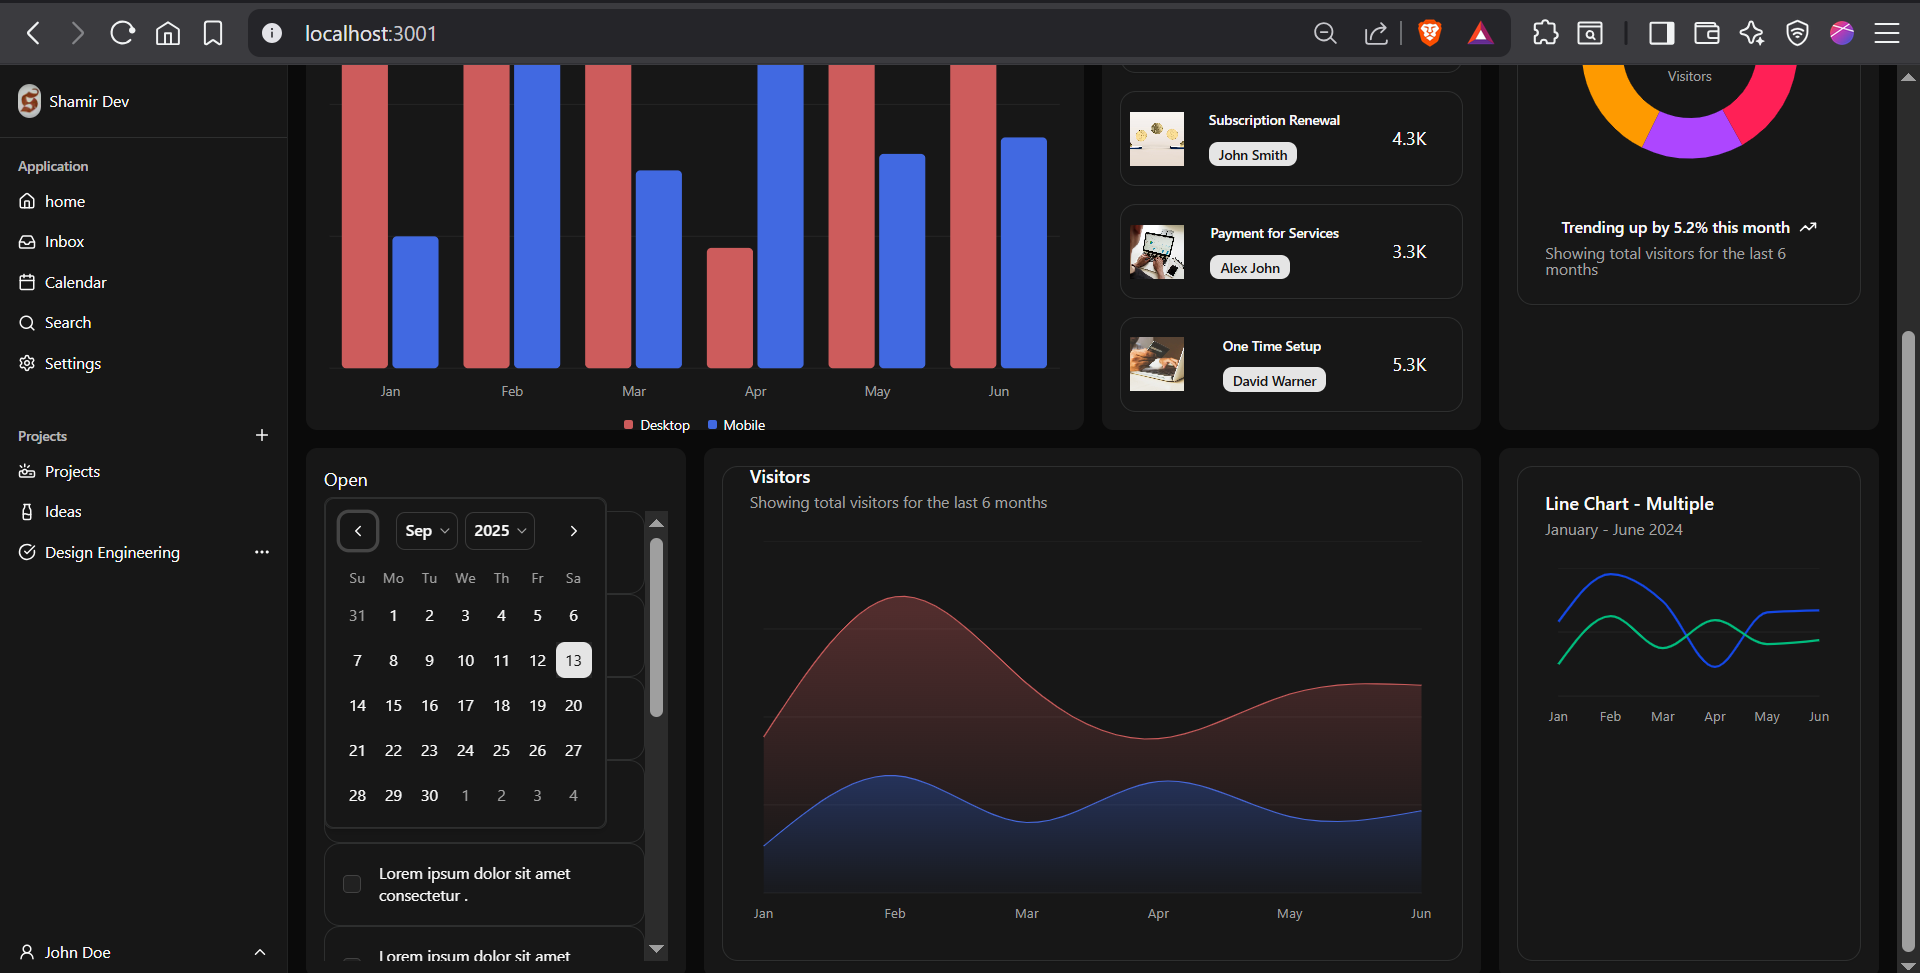 localhost:3001
Shamir Dev
Application
home
Inbox
Calendar
Search
Settings
Projects
Projects
Ideas
Design Engineering
John Doe
Jan Feb Mar Apr May Jun
Desktop Mobile
Subscription Renewal
John Smith
4.3K
Payment for Services
Alex John
3.3K
One Time Setup
David Warner
5.3K
Visitors
Trending up by 5.2% this month
Showing total visitors for the last 6
months
Open
Sep 2025
Su Mo Tu We Th Fr Sa
31 1 2 3 4 5 6
7 8 9 10 11 12 13
14 15 16 17 18 19 20
21 22 23 24 25 26 27
28 29 30 1 2 3 4
Lorem ipsum dolor sit amet
consectetur .
Lorem ipsum dolor sit amet
Visitors
Showing total visitors for the last 6 months
Jan Feb Mar Apr May Jun
Line Chart - Multiple
January - June 2024
Jan Feb Mar Apr May Jun